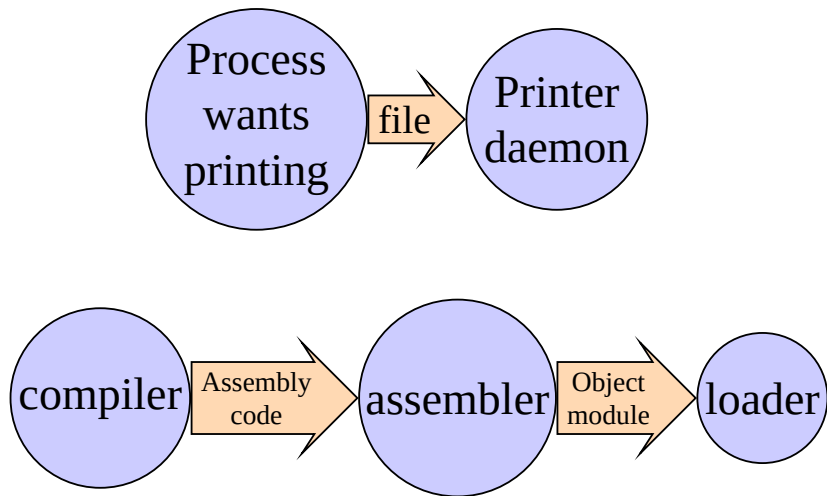 Process
wants
printing
file
Printer
daemon
compiler
Assembly
code
assembler
Object
module
loader